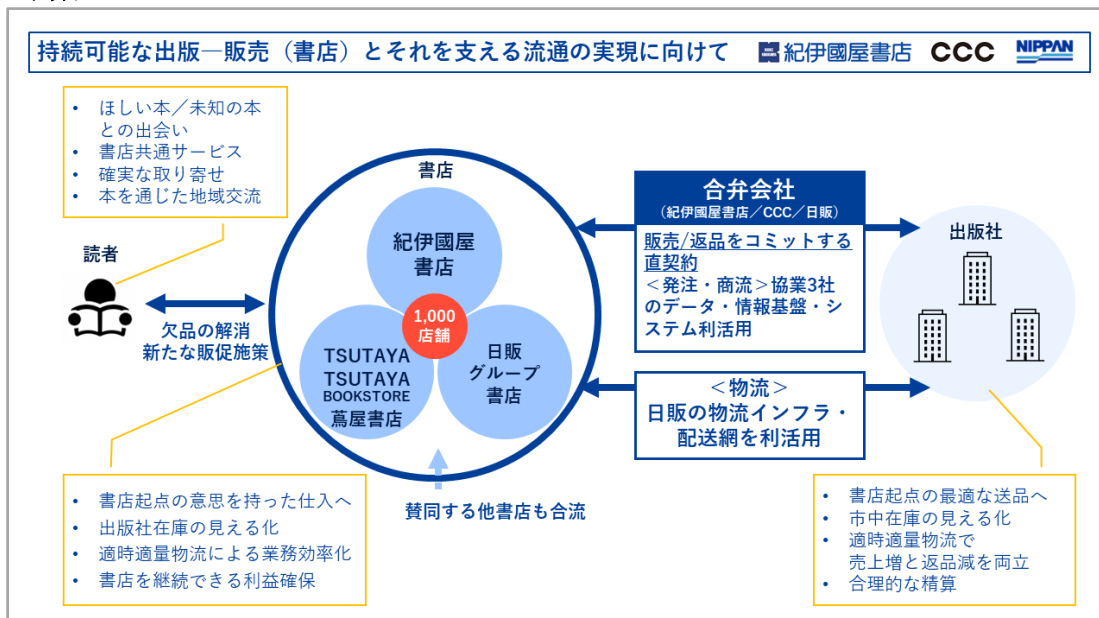 持続可能な出版―販売（書店）とそれを支える流通の実現に向けて
紀伊國屋書店
CCC
NIPPAN
• ほしい本／未知の本
との出会い
• 書店共通サービス
• 確実な取り寄せ
• 本を通じた地域交流
読者
欠品の解消
新たな販促施策
書店
紀伊國屋
書店
1,000
店舗
TSUTAYA
TSUTAYA
BOOKSTORE
蔦屋書店
日販
グループ
書店
賛同する他書店も合流
合弁会社
（紀伊國屋書店／CCC／日販）
販売/返品をコミットする
直契約
＜発注・商流＞協業3社
のデータ・情報基盤・シ
ステム利活用
＜物流＞
日販の物流インフラ・
配送網を利活用
出版社
• 書店起点の意思を持った仕入へ
• 出版社在庫の見える化
• 適時適量物流による業務効率化
• 書店を継続できる利益確保
• 書店起点の最適な送品へ
• 市中在庫の見える化
• 適時適量物流で
売上増と返品減を両立
• 合理的な精算